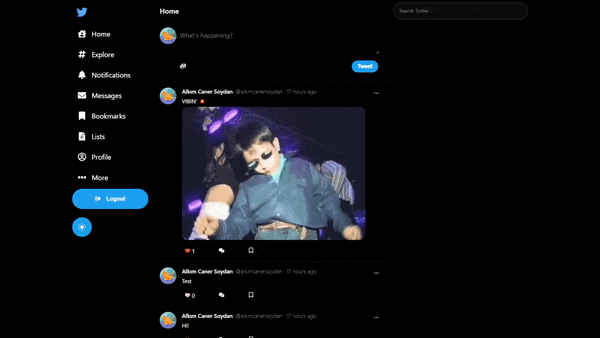 Home
Search Twitter
Home
What's happening?
Explore
Tweet
Notifications
Messages
Alkım Caner Soydan @alkimcanersoydan · 17 hours ago
VIBIN'
Bookmarks
Lists
Profile
More
Logout
1
Alkım Caner Soydan @alkimcanersoydan · 17 hours ago
Test
0
Alkım Caner Soydan @alkimcanersoydan · 17 hours ago
Hi!